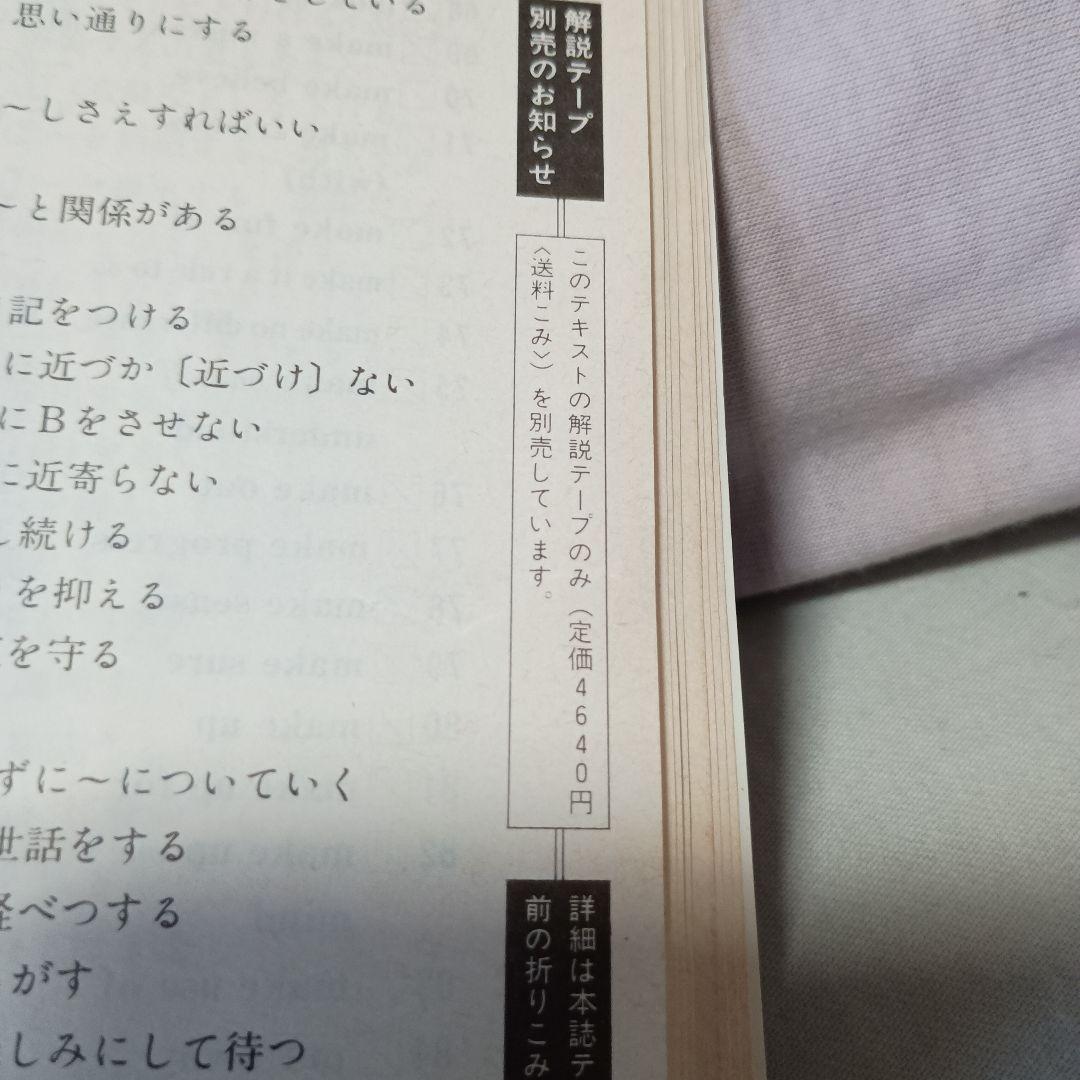 思い通りにする
～しさえすればいい
～と関係がある
記をつける
に近づか〔近づけ〕ない
にBをさせない
に近寄らない
し続ける
を抑える
を守る
ずに～についていく
世話をする
軽べつする
がす
しみにして待つ
解説テープ
別売のお知らせ
このテキストの解説テープのみ（定価4640円
〈送料こみ〉を別売しています。
詳細は本誌テ
前の折りこみ